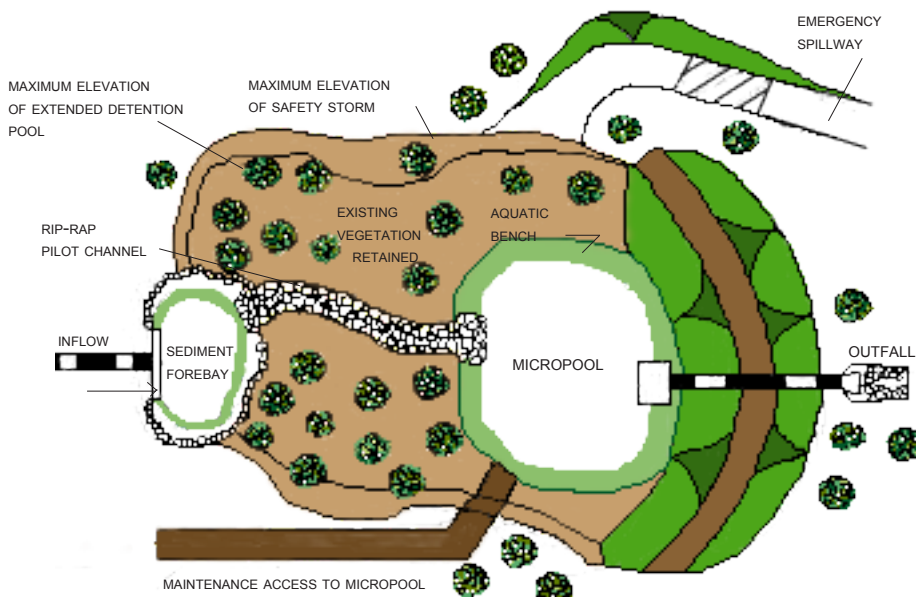 EMERGENCY
SPILLWAY
MAXIMUM ELEVATION
OF EXTENDED DETENTION
POOL
MAXIMUM ELEVATION
OF SAFETY STORM
RIP-RAP
PILOT CHANNEL
EXISTING
VEGETATION
RETAINED
AQUATIC
BENCH
INFLOW
SEDIMENT
FOREBAY
MICROPOOL
OUTFALL
MAINTENANCE ACCESS TO MICROPOOL